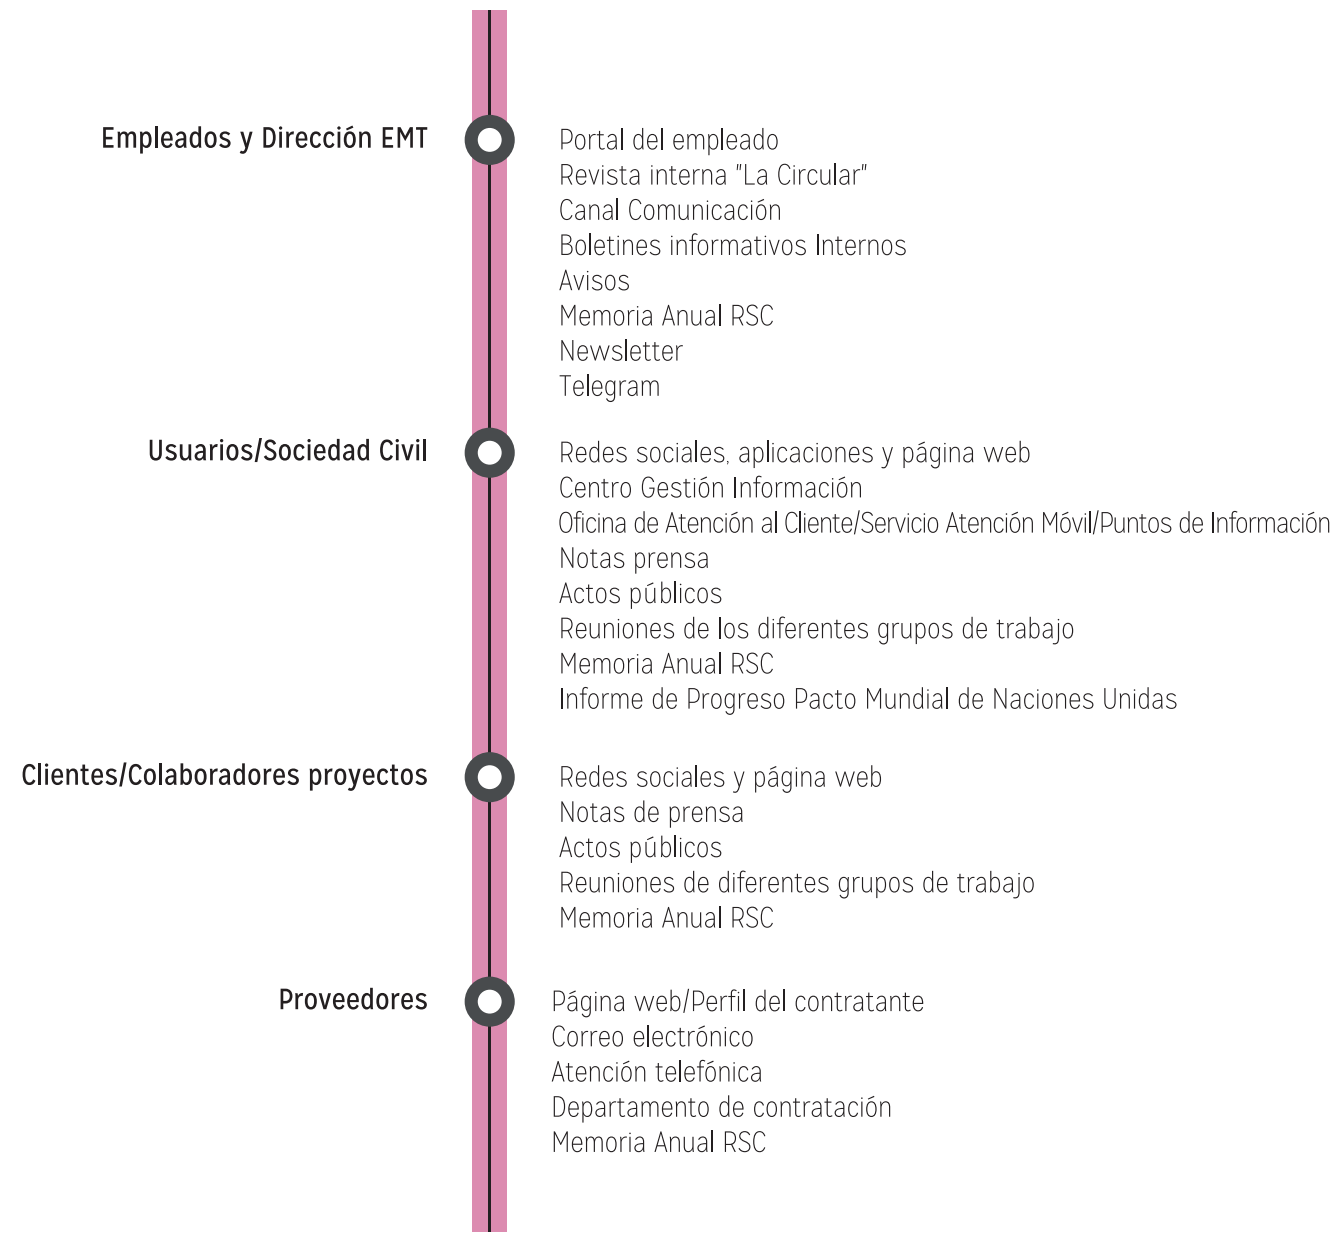 Empleados y Dirección EMT
Portal del empleado
Revista interna "La Circular"
Canal Comunicación
Boletines informativos Internos
Avisos
Memoria Anual RSC
Newsletter
Telegram
Usuarios/Sociedad Civil
Redes sociales, aplicaciones y página web
Centro Gestión Información
Oficina de Atención al Cliente/Servicio Atención Móvil/Puntos de Información
Notas prensa
Actos públicos
Reuniones de los diferentes grupos de trabajo
Memoria Anual RSC
Informe de Progreso Pacto Mundial de Naciones Unidas
Clientes/Colaboradores proyectos
Redes sociales y página web
Notas de prensa
Actos públicos
Reuniones de diferentes grupos de trabajo
Memoria Anual RSC
Proveedores
Página web/Perfil del contratante
Correo electrónico
Atención telefónica
Departamento de contratación
Memoria Anual RSC